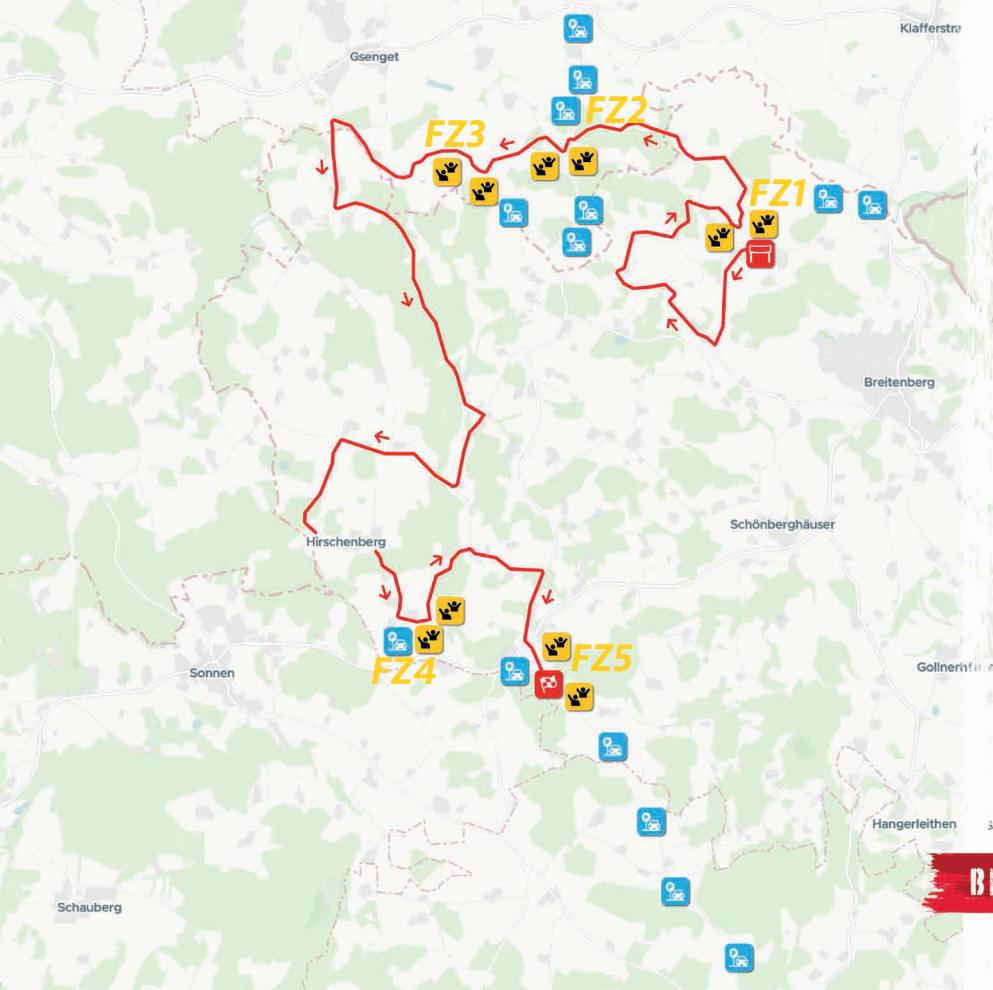 Klafferstra
Gsenget
FZ2
FZ3
FZ1
Breitenberg
Schönberghäuser
Hirschenberg
FZ5
FZ4
Sonnen
Hangerleithen
Schauberg